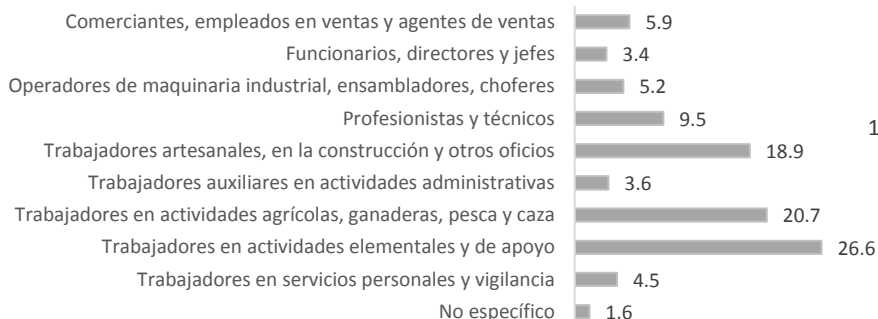 Comerciantes, empleados en ventas y agentes de ventas 5.9
Funcionarios, directores y jefes 3.4
Operadores de maquinaria industrial, ensambladores, choferes 5.2
Profesionistas y técnicos 9.5
1
Trabajadores artesanales, en la construcción y otros oficios 18.9
Trabajadores auxiliares en actividades administrativas 3.6
Trabajadores en actividades agrícolas, ganaderas, pesca y caza 20.7
Trabajadores en actividades elementales y de apoyo 26.6
Trabajadores en servicios personales y vigilancia 4.5
No específico 1.6